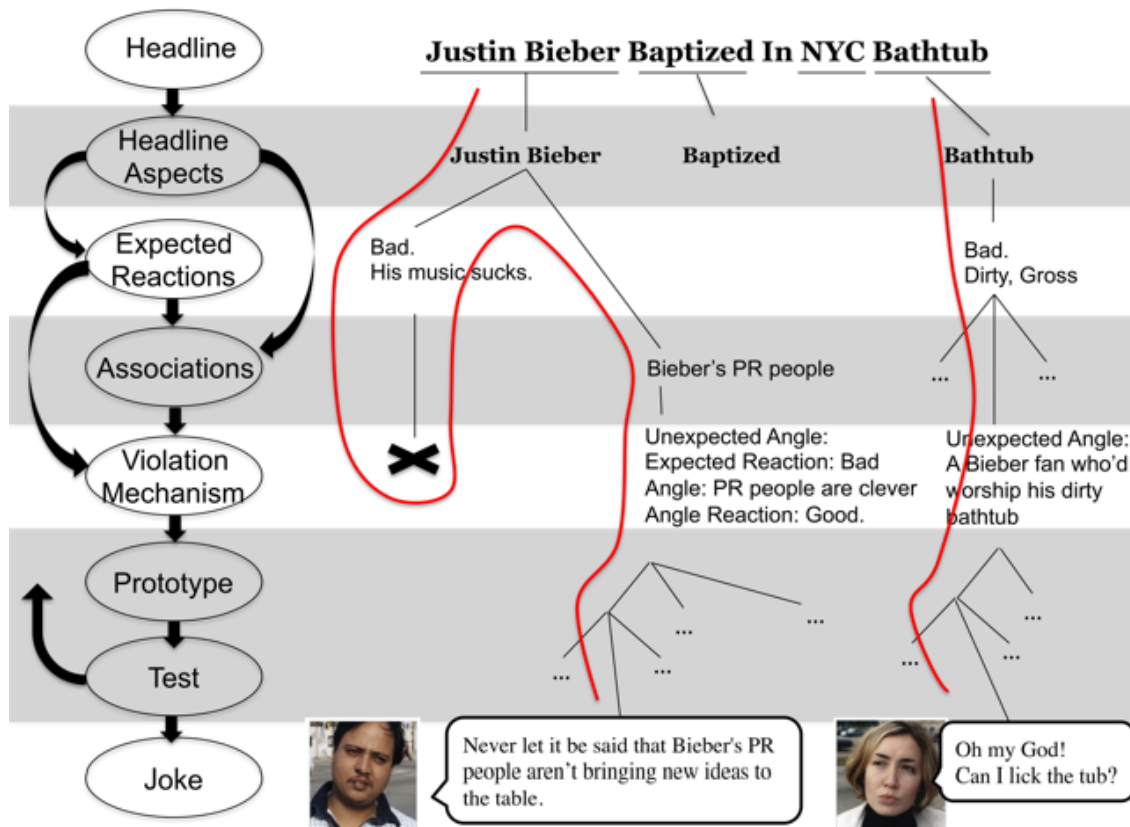 Headline
Justin Bieber Baptized In NYC Bathtub
Headline
Aspects
Justin Bieber
Baptized
Bathtub
Expected
Reactions
Bad.
His music sucks.
Bad.
Dirty, Gross
Associations
Bieber's PR people
...
...
Violation
Mechanism
Unexpected Angle:
Expected Reaction: Bad
Angle: PR people are clever
Angle Reaction: Good.
Unexpected Angle:
A Bieber fan who'd
worship his dirty
bathtub
Prototype
...
...
...
Test
...
...
...
...
Joke
Never let it be said that Bieber's PR
people aren't bringing new ideas to
the table.
Oh my God!
Can I lick the tub?